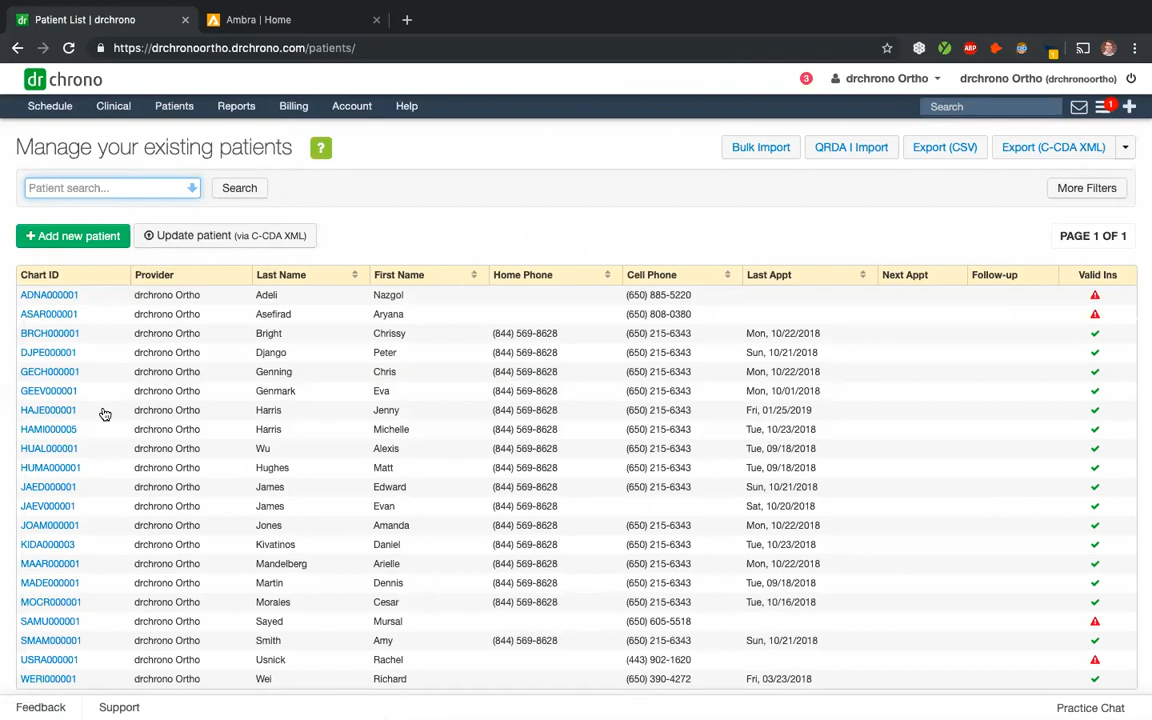 Patient List | drchrono
Ambra | Home
https://drchronoortho.drchrono.com/patients/
ABP
1
dr chrono
3
drchrono Ortho
drchrono Ortho (drchronoortho)
Schedule Clinical Patients Reports Billing Account Help
Search
1
Manage your existing patients ?
Bulk Import QRDA I Import Export (CSV) Export (C-CDA XML)
Patient search... Search More Filters
+ Add new patient Update patient (via C-CDA XML) PAGE 1 OF 1
Chart ID Provider Last Name First Name Home Phone Cell Phone Last Appt Next Appt Follow-up Valid Ins
ADNA000001 drchrono Ortho Adeli Nazgol (650) 885-5220
ASAR000001 drchrono Ortho Asefirad Aryana (650) 808-0380
BRCH000001 drchrono Ortho Bright Chrissy (844) 569-8628 (650) 215-6343 Mon, 10/22/2018
DJPE000001 drchrono Ortho Django Peter (844) 569-8628 (650) 215-6343 Sun, 10/21/2018
GECH000001 drchrono Ortho Genning Chris (844) 569-8628 (650) 215-6343 Mon, 10/22/2018
GEEV000001 drchrono Ortho Genmark Eva (844) 569-8628 (650) 215-6343 Mon, 10/01/2018
HAJE000001 drchrono Ortho Harris Jenny (844) 569-8628 (650) 215-6343 Fri, 01/25/2019
HAMI000005 drchrono Ortho Harris Michelle (844) 569-8628 (650) 215-6343 Tue, 10/23/2018
HUAL000001 drchrono Ortho Wu Alexis (844) 569-8628 (650) 215-6343 Tue, 09/18/2018
HUMA000001 drchrono Ortho Hughes Matt (844) 569-8628 (650) 215-6343 Tue, 09/18/2018
JAED000001 drchrono Ortho James Edward (844) 569-8628 (650) 215-6343 Sun, 10/21/2018
JAEV000001 drchrono Ortho James Evan (844) 569-8628 Sat, 10/20/2018
JOAM000001 drchrono Ortho Jones Amanda (844) 569-8628 (650) 215-6343 Mon, 10/22/2018
KIDA000003 drchrono Ortho Kivatinos Daniel (844) 569-8628 (650) 215-6343 Tue, 10/23/2018
MAAR000001 drchrono Ortho Mandelberg Arielle (844) 569-8628 (650) 215-6343 Mon, 10/22/2018
MADE000001 drchrono Ortho Martin Dennis (844) 569-8628 (650) 215-6343 Tue, 09/18/2018
MOCR000001 drchrono Ortho Morales Cesar (844) 569-8628 (650) 215-6343 Tue, 10/16/2018
SAMU000001 drchrono Ortho Sayed Mursal (650) 605-5518
SMAM000001 drchrono Ortho Smith Amy (844) 569-8628 (650) 215-6343 Sun, 10/21/2018
USRA000001 drchrono Ortho Usnick Rachel (443) 902-1620
WERI000001 drchrono Ortho Wei Richard (650) 390-4272 Fri, 03/23/2018
Feedback Support Practice Chat